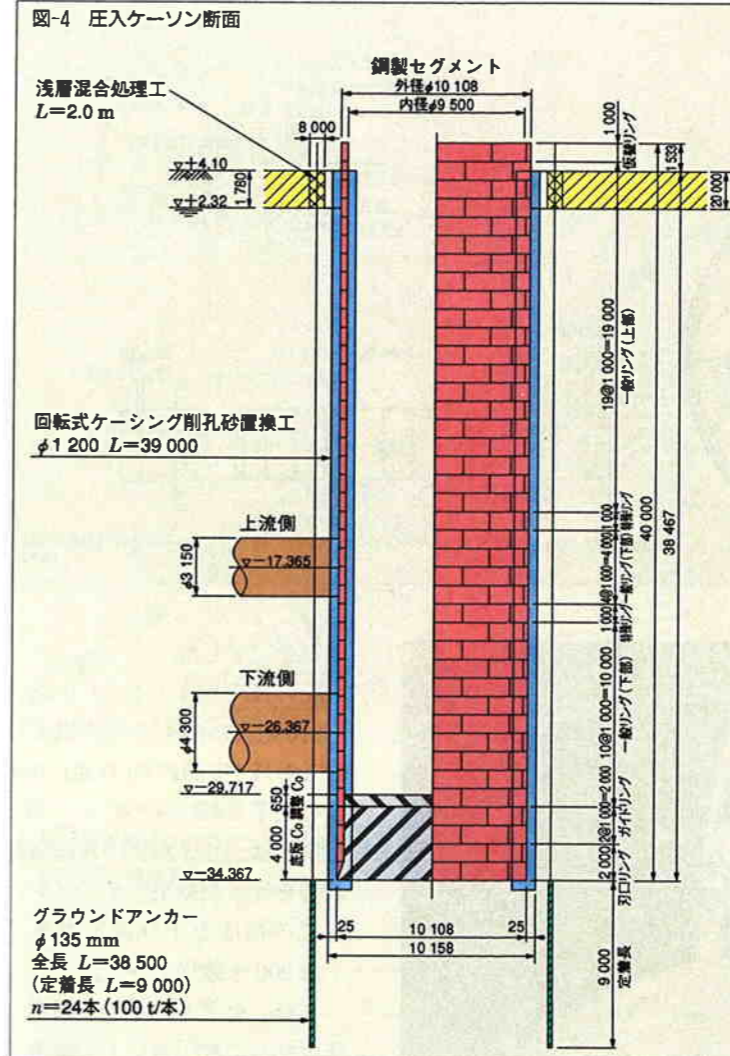 図-4 圧入ケーソン断面
鋼製セグメント
外径φ10 108
内径φ9 500
浅層混合処理工
L=2.0 m
8 000
▽+4.10
1 780
▽+2.32
1 000
仮壁リング
1 533
20 000
19@1 000=19 000
一般リング(上部)
回転式ケーシング削孔砂置換工
φ1 200 L=39 000
上流側
φ3 150
▽-17.365
1 000
特殊リング
4@1 000=4 000
一般リング(下部)
1 000
特殊リング
40 000
38 467
下流側
φ4 300
▽-26.367
10@1 000=10 000
一般リング(下部)
▽-29.717
650
調整 Co
4 000
底版 Co
2@1 000=2 000
ガイドリング
2 000
刃口リング
▽-34.367
グラウンドアンカー
φ135 mm
全長 L=38 500
(定着長 L=9 000)
n=24本(100 t/本)
25
10 108
25
10 158
9 000
定着長